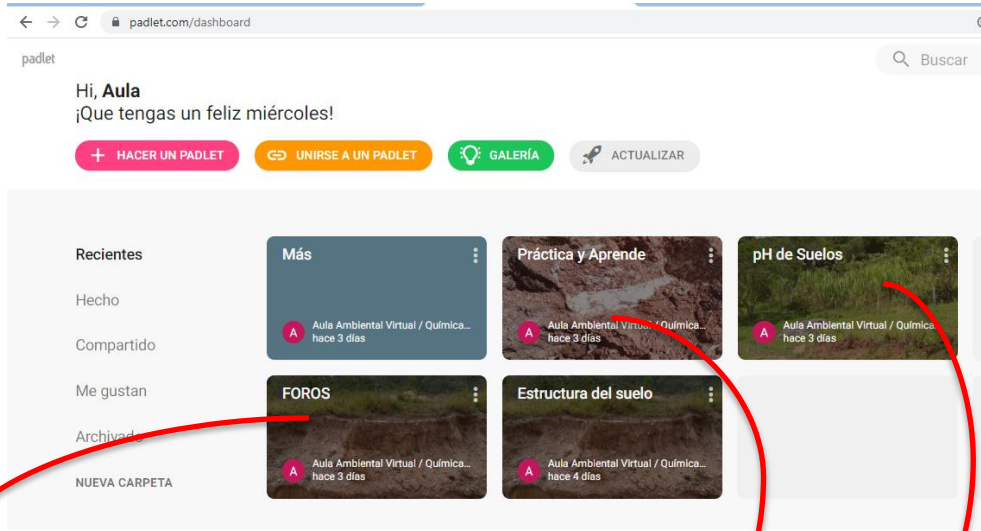 padlet.com/dashboard
padlet
Buscar
Hi, Aula
¡Que tengas un feliz miércoles!
HACER UN PADLET
UNIRSE A UN PADLET
GALERÍA
ACTUALIZAR
Recientes
Hecho
Compartido
Me gustan
Archivado
NUEVA CARPETA
Más
A
Aula Ambiental Virtual / Química...
hace 3 días
Práctica y Aprende
A
Aula Ambiental Virtual / Química...
hace 3 días
pH de Suelos
A
Aula Ambiental Virtual / Química...
hace 3 días
FOROS
A
Aula Ambiental Virtual / Química...
hace 3 días
Estructura del suelo
A
Aula Ambiental Virtual / Química...
hace 4 días